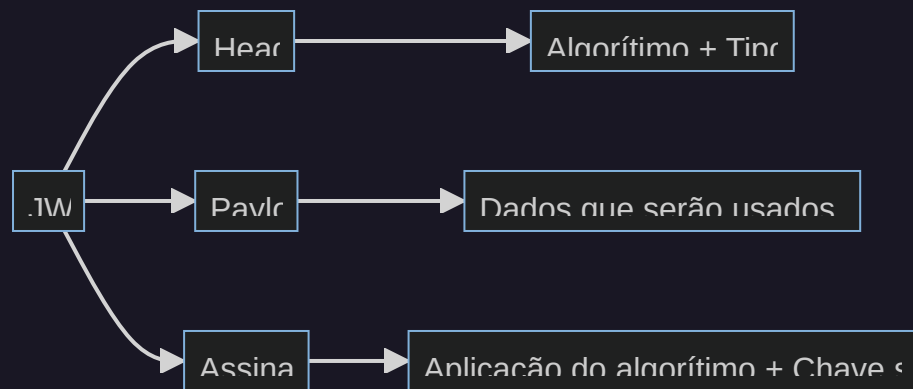 Head
Algorítimo + Tipo
JW
Paylo
Dados que serão usados
Assina
Aplicação do algorítimo + Chave s